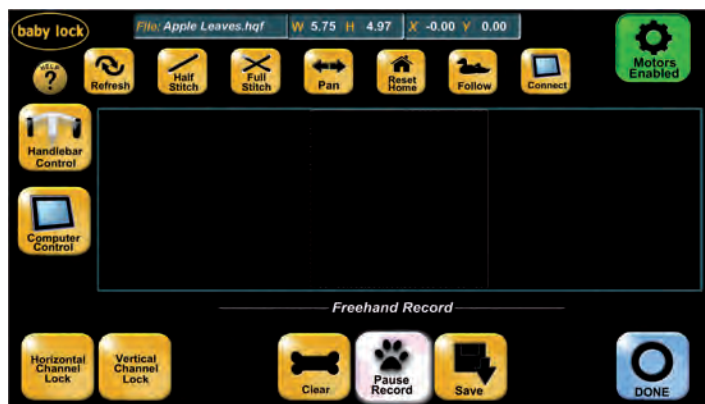 baby lock
File: Apple Leaves.hqf W 5.75 H 4.97 X -0.00 Y 0.00
Motors
Enabled
HELP
?
Refresh
Half
Stitch
Full
Stitch
Pan
Reset
Home
Follow
Connect
Handlebar
Control
Computer
Control
Freehand Record
Horizontal
Channel
Lock
Vertical
Channel
Lock
Clear
Pause
Record
Save
DONE